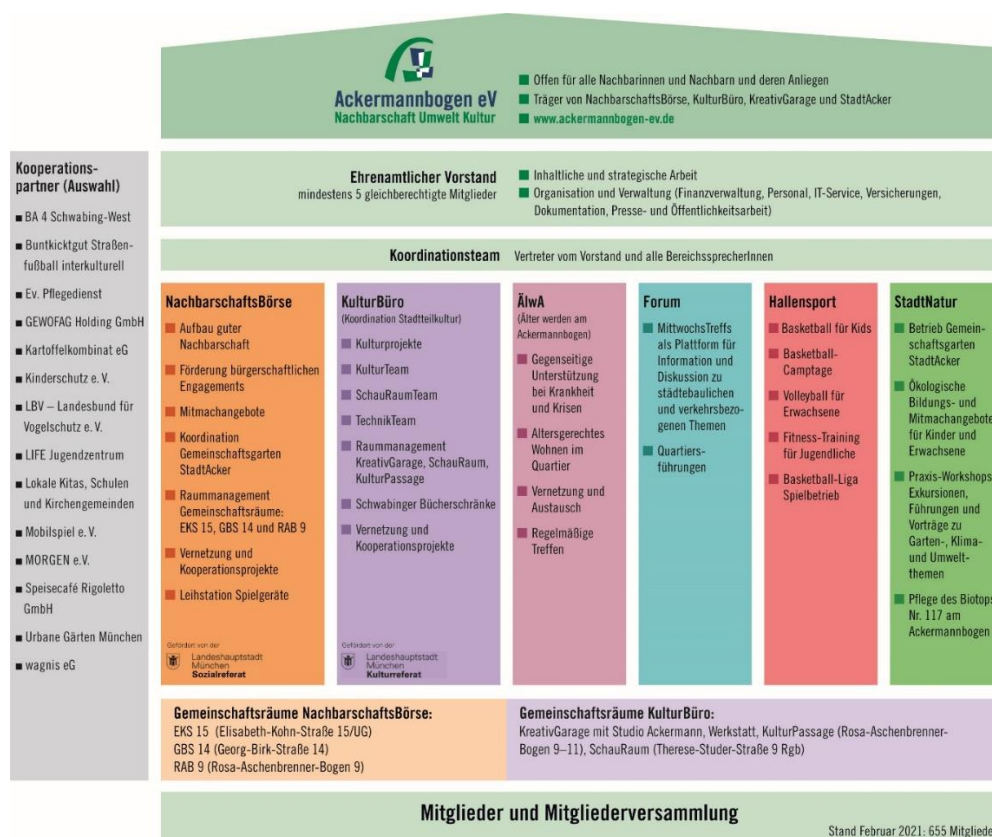 Ackermannbogen eV
Nachbarschaft Umwelt Kultur
■ Offen für alle Nachbarinnen und Nachbarn und deren Anliegen
■ Träger von NachbarschaftsBörse, KulturBüro, KreativGarage und StadtAcker
■ www.ackermannbogen-ev.de
Kooperations-
partner (Auswahl)
■ BA 4 Schwabing-West
■ Buntkicktgut Straßen-
fußball interkulturell
■ Ev. Pflegedienst
■ GEWOFAG Holding GmbH
■ Kartoffelkombinat eG
■ Kinderschutz e. V.
■ LBV – Landesbund für
Vogelschutz e. V.
■ LIFE Jugendzentrum
■ Lokale Kitas, Schulen
und Kirchengemeinden
■ Mobilspiel e. V.
■ MORGEN e.V.
■ Speisecafé Rigoletto
GmbH
■ Urbane Gärten München
■ wagnis eG
Ehrenamtlicher Vorstand
mindestens 5 gleichberechtigte Mitglieder
■ Inhaltliche und strategische Arbeit
■ Organisation und Verwaltung (Finanzverwaltung, Personal, IT-Service, Versicherungen,
Dokumentation, Presse- und Öffentlichkeitsarbeit)
Koordinationsteam Vertreter vom Vorstand und alle BereichssprecherInnen
NachbarschaftsBörse
■ Aufbau guter
Nachbarschaft
■ Förderung bürgerschaftlichen
Engagements
■ Mitmachangebote
■ Koordination
Gemeinschaftsgarten
StadtAcker
■ Raummanagement
Gemeinschaftsräume:
EKS 15, GBS 14 und RAB 9
■ Vernetzung und
Kooperationsprojekte
■ Leihstation Spielgeräte
Gefördert von der
Landeshauptstadt
München
Sozialreferat
KulturBüro
(Koordination Stadtteilkultur)
■ Kulturprojekte
■ KulturTeam
■ SchauRaumTeam
■ TechnikTeam
■ Raummanagement
KreativGarage, SchauRaum,
KulturPassage
■ Schwabinger Bücherschränke
■ Vernetzung und
Kooperationsprojekte
Gefördert von der
Landeshauptstadt
München
Kulturreferat
ÄlwA
(Älter werden am
Ackermannbogen)
■ Gegenseitige
Unterstützung
bei Krankheit
und Krisen
■ Altersgerechtes
Wohnen im
Quartier
■ Vernetzung und
Austausch
■ Regelmäßige
Treffen
Forum
■ MittwochsTreffs
als Plattform für
Information und
Diskussion zu
städtebaulichen
und verkehrsbezo-
genen Themen
■ Quartiers-
führungen
Hallensport
■ Basketball für Kids
■ Basketball-
Camptage
■ Volleyball für
Erwachsene
■ Fitness-Training
für Jugendliche
■ Basketball-Liga
Spielbetrieb
StadtNatur
■ Betrieb Gemein-
schaftsgarten
StadtAcker
■ Ökologische
Bildungs- und
Mitmachangebote
für Kinder und
Erwachsene
■ Praxis-Workshops
Exkursionen,
Führungen und
Vorträge zu
Garten-, Klima-
und Umwelt-
themen
■ Pflege des Biotops
Nr. 117 am
Ackermannbogen
Gemeinschaftsräume NachbarschaftsBörse:
EKS 15 (Elisabeth-Kohn-Straße 15/UG)
GBS 14 (Georg-Birk-Straße 14)
RAB 9 (Rosa-Aschenbrenner-Bogen 9)
Gemeinschaftsräume KulturBüro:
KreativGarage mit Studio Ackermann, Werkstatt, KulturPassage (Rosa-Aschenbrenner-
Bogen 9–11), SchauRaum (Therese-Studer-Straße 9 Rgb)
Mitglieder und Mitgliederversammlung
Stand Februar 2021: 655 Mitgliede